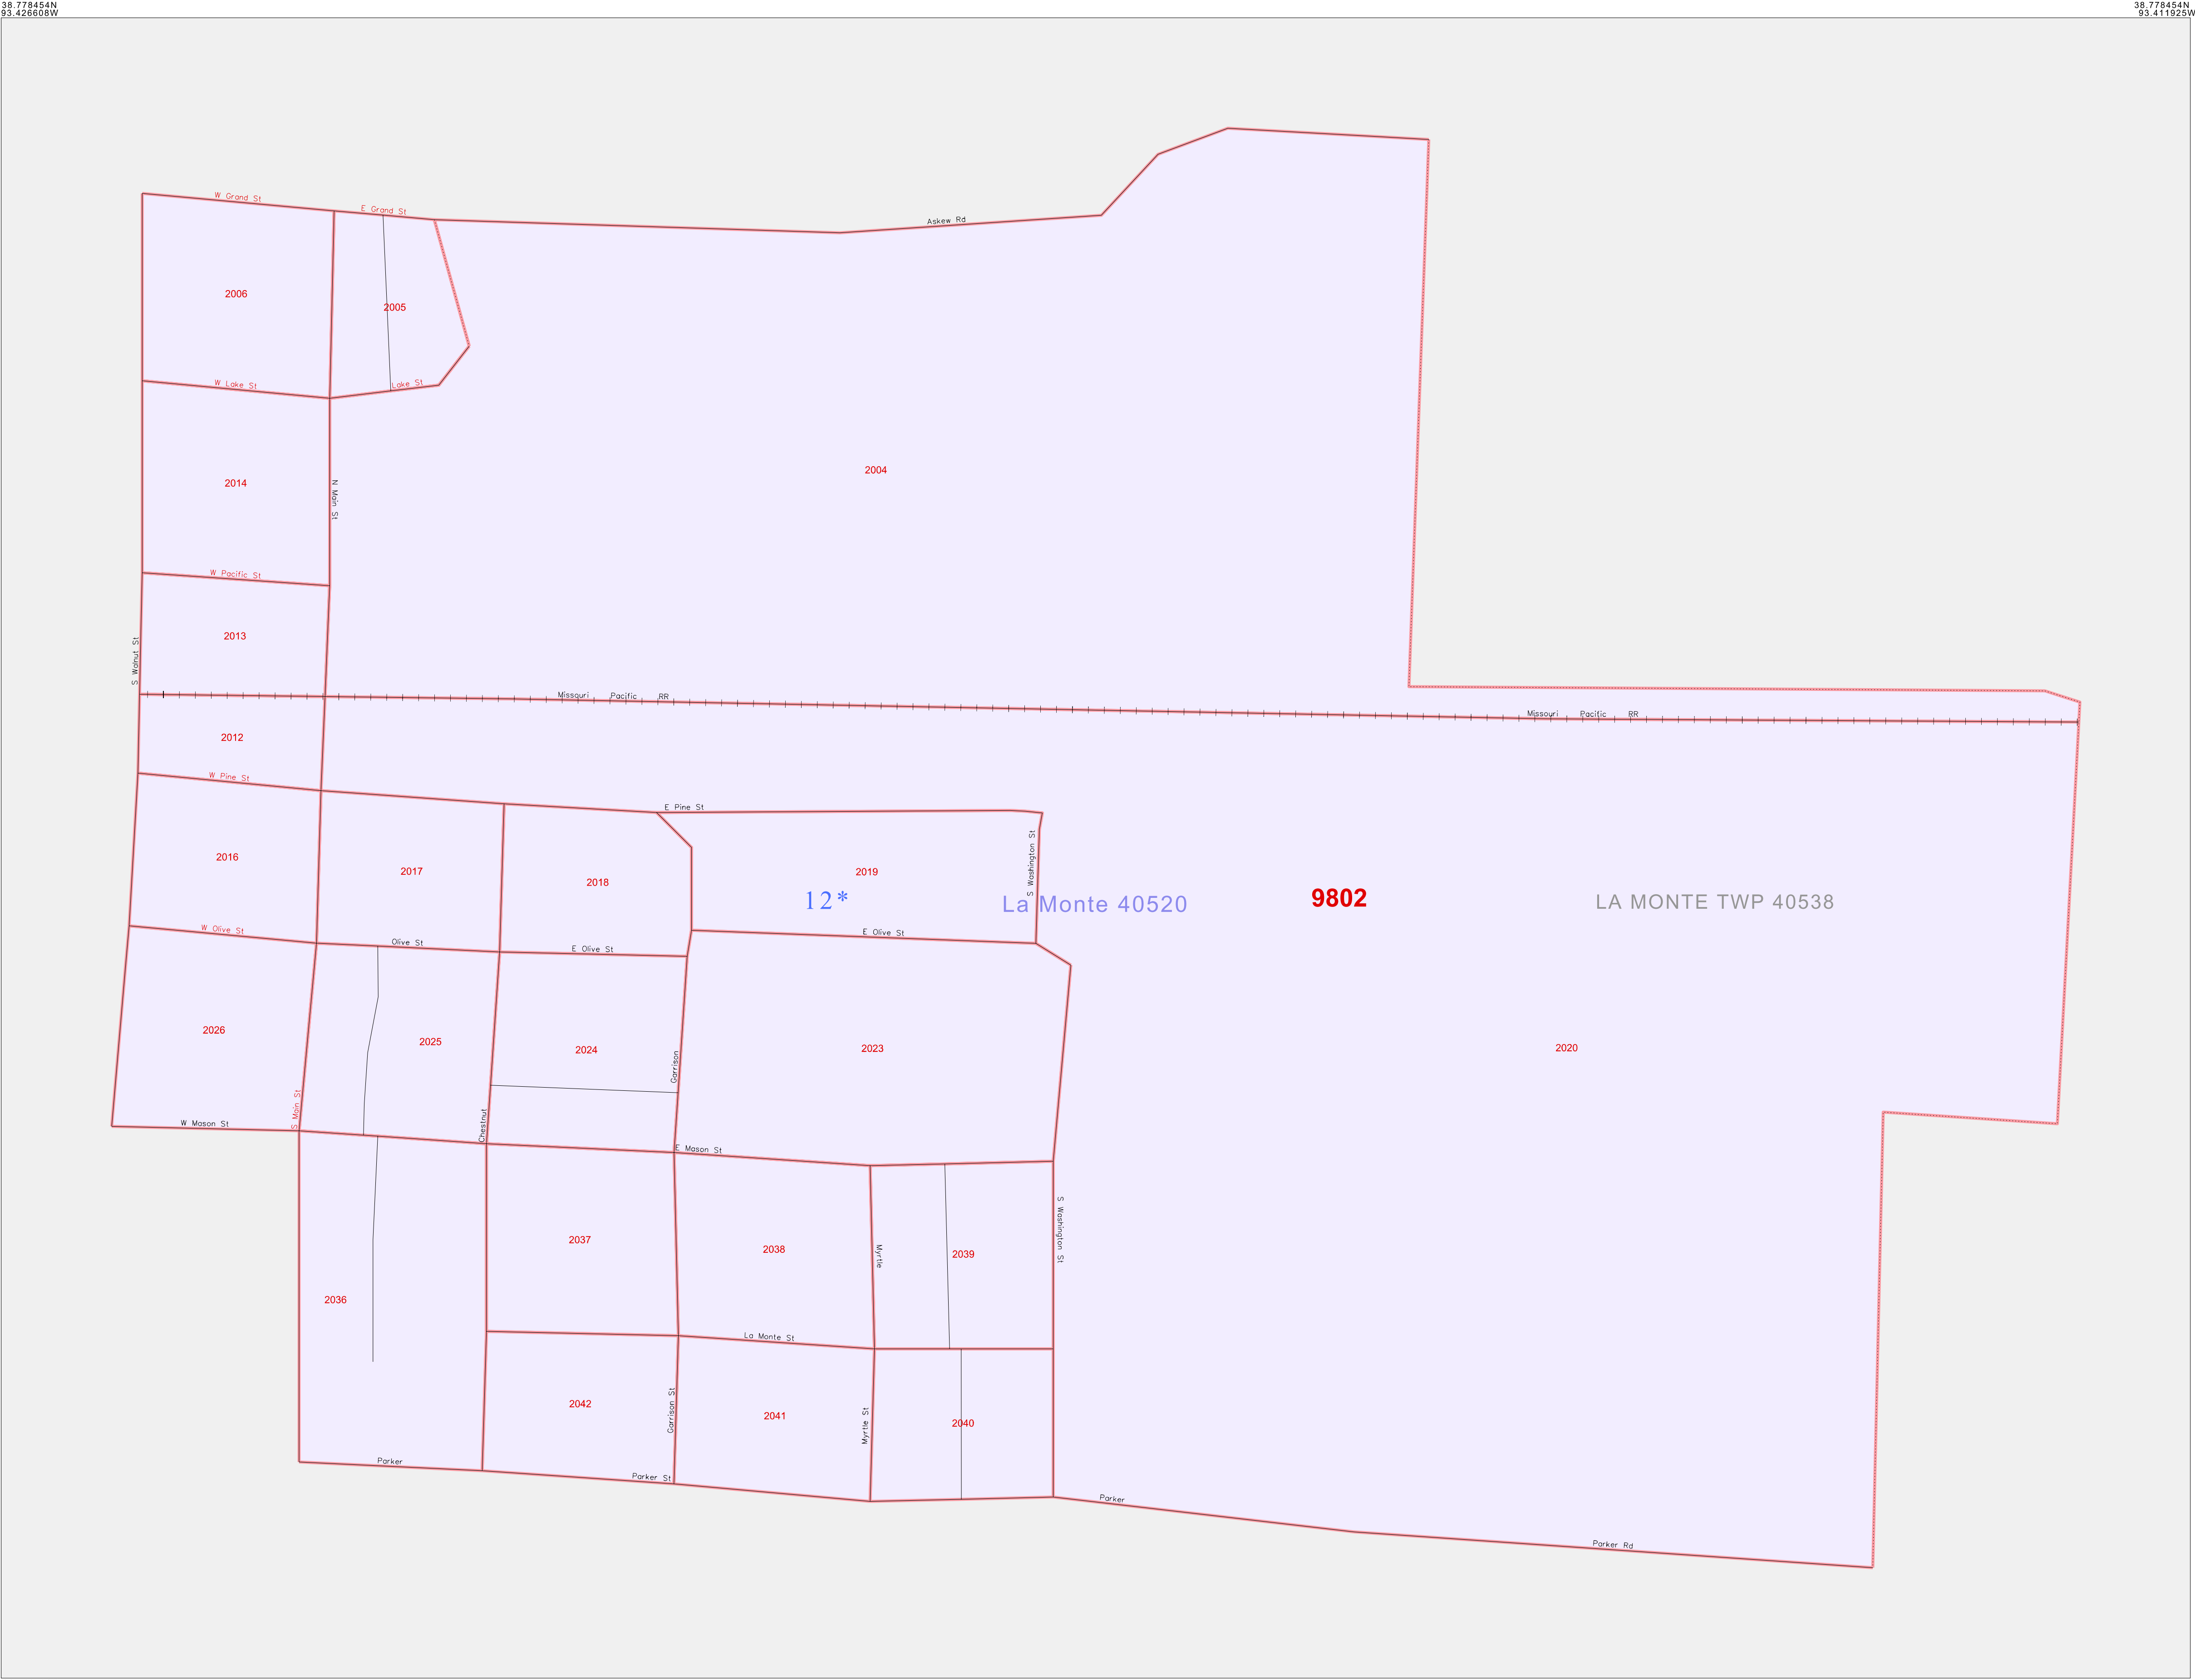 38.778454N
93.426608W
38.778454N
93.411925W
W Grand St
E Grand St
Askew Rd
2006
2005
W Lake St
Lake St
2004
2014
N Main St
W Pacific St
2013
S Walnut St
Missouri Pacific RR
Missouri Pacific RR
2012
W Pine St
E Pine St
2016
2017
2018
2019
S Washington St
12*
La Monte 40520
9802
LA MONTE TWP 40538
W Olive St
Olive St
E Olive St
E Olive St
2026
2025
2024
2023
2020
Garrison
S Main St
Chestnut
W Mason St
E Mason St
2037
2038
Myrtle
2039
S Washington St
2036
La Monte St
2042
Garrison St
2041
Myrtle St
2040
Parker
Parker St
Parker
Parker Rd